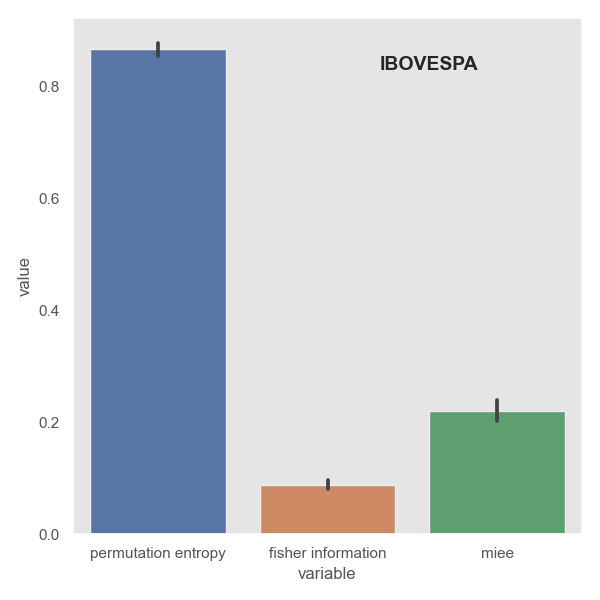 IBOVESPA
value
0.8
0.6
0.4
0.2
0.0
permutation entropy
fisher information
miee
variable